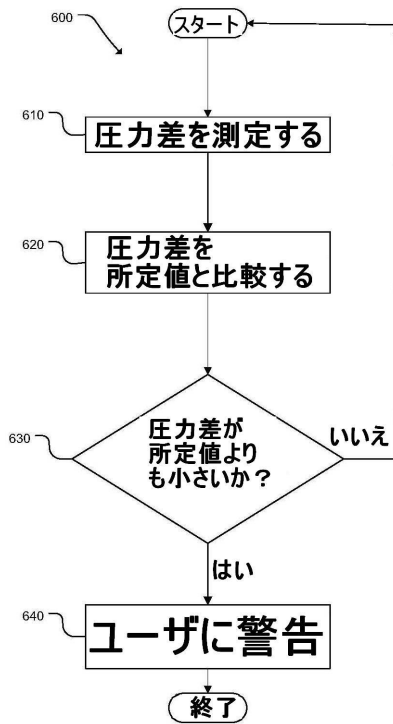 600
スタート
610
圧力差を測定する
620
圧力差を
所定値と比較する
630
圧力差が
所定値より
も小さいか？
いいえ
はい
640
ユーザに警告
終了